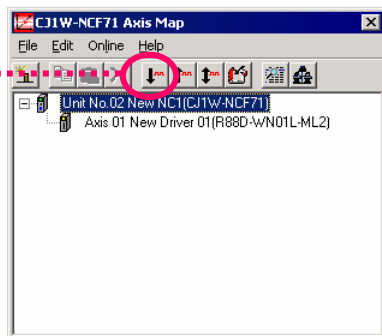 CJ1W-NCF71 Axis Map
File Edit Online Help
Unit No.02 New NC1(CJ1W-NCF71)
Axis 01 New Driver 01(R88D-WN01L-ML2)